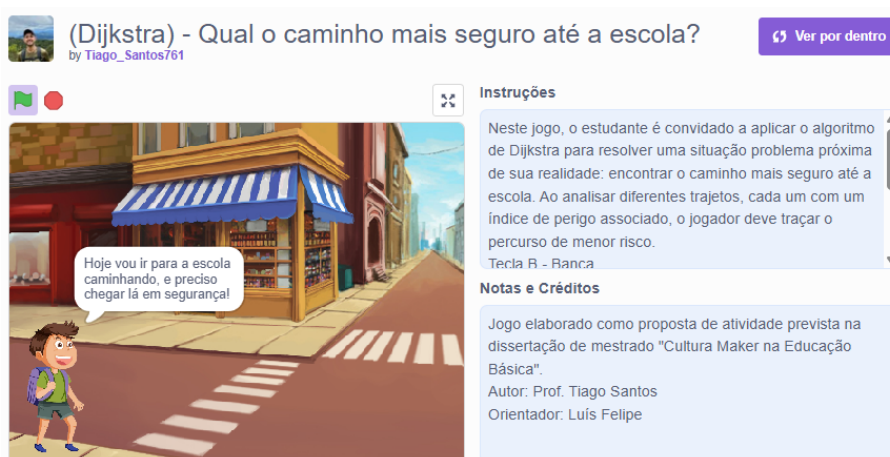 (Dijkstra) - Qual o caminho mais seguro até a escola?
by Tiago_Santos761
Ver por dentro
Hoje vou ir para a escola
caminhando, e preciso
chegar lá em segurança!
Instruções
Neste jogo, o estudante é convidado a aplicar o algoritmo
de Dijkstra para resolver uma situação problema próxima
de sua realidade: encontrar o caminho mais seguro até a
escola. Ao analisar diferentes trajetos, cada um com um
índice de perigo associado, o jogador deve traçar o
percurso de menor risco.
Tecla B - Banca
Notas e Créditos
Jogo elaborado como proposta de atividade prevista na
dissertação de mestrado "Cultura Maker na Educação
Básica".
Autor: Prof. Tiago Santos
Orientador: Luís Felipe